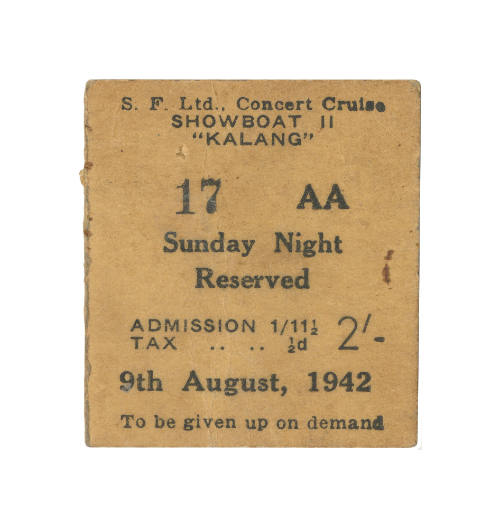 S. F. Ltd., Concert Cruise
SHOWBOAT II
"KALANG"
17 AA
Sunday Night
Reserved
ADMISSION 1/11½ 2/-
TAX .. .. ½d
9th August, 1942
To be given up on demand